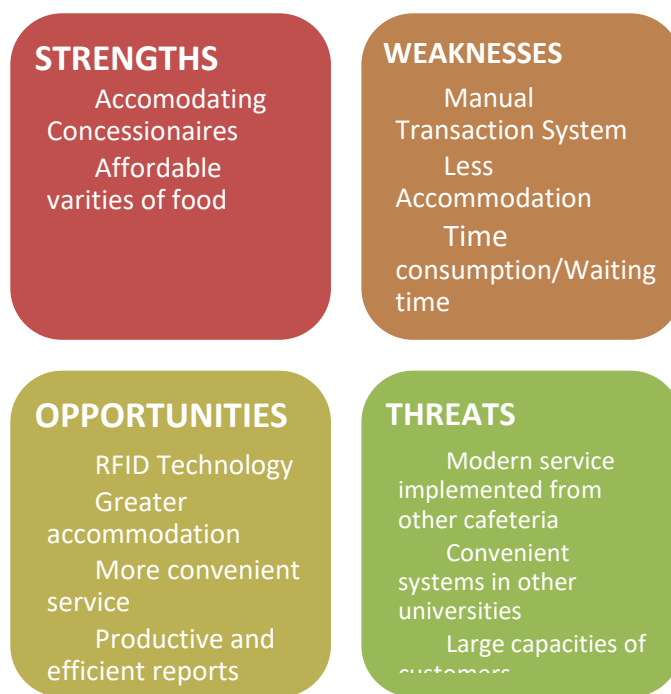 STRENGTHS
Accomodating
Concessionaires
Affordable
varities of food
WEAKNESSES
Manual
Transaction System
Less
Accommodation
Time
consumption/Waiting
time
OPPORTUNITIES
RFID Technology
Greater
accommodation
More convenient
service
Productive and
efficient reports
THREATS
Modern service
implemented from
other cafeteria
Convenient
systems in other
universities
Large capacities of
customers